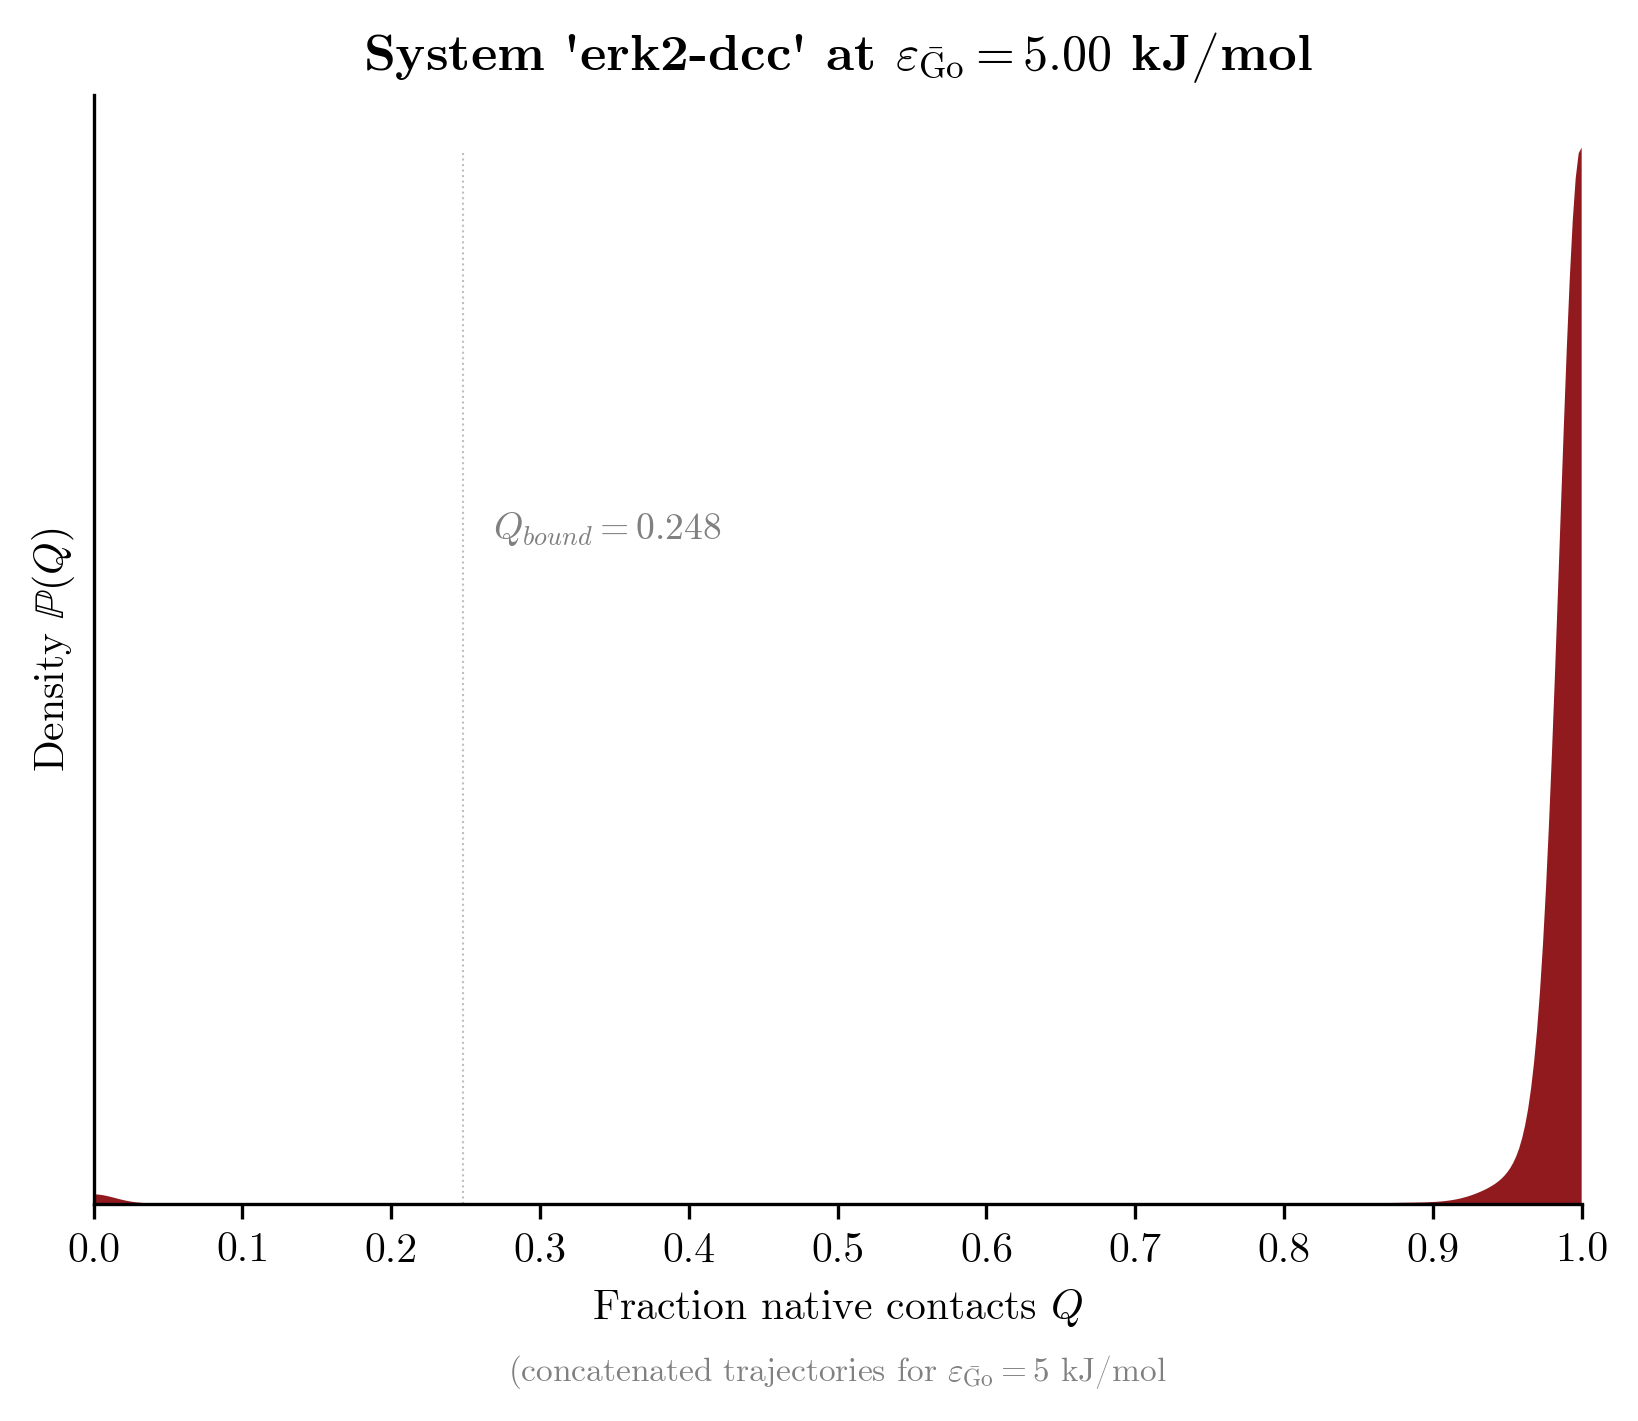 System 'erk2-dcc' at ε_Ḡo = 5.00 kJ/mol
Density ℙ(Q)
Q_bound = 0.248
0.0 0.1 0.2 0.3 0.4 0.5 0.6 0.7 0.8 0.9 1.0
Fraction native contacts Q
(concatenated trajectories for ε_Ḡo = 5 kJ/mol